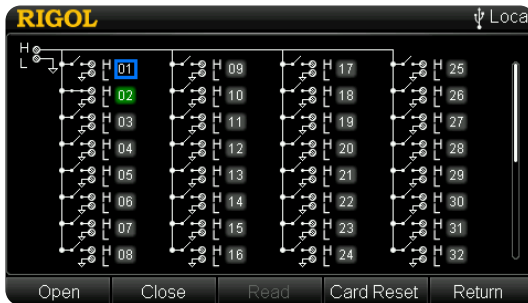 RIGOL Loca
H
L
H 01 H 09 H 17 H 25
L H 02 L H 10 L H 18 L H 26
L H 03 L H 11 L H 19 L H 27
L H 04 L H 12 L H 20 L H 28
L H 05 L H 13 L H 21 L H 29
L H 06 L H 14 L H 22 L H 30
L H 07 L H 15 L H 23 L H 31
L H 08 L H 16 L H 24 L H 32
L L L L
Open Close Read Card Reset Return